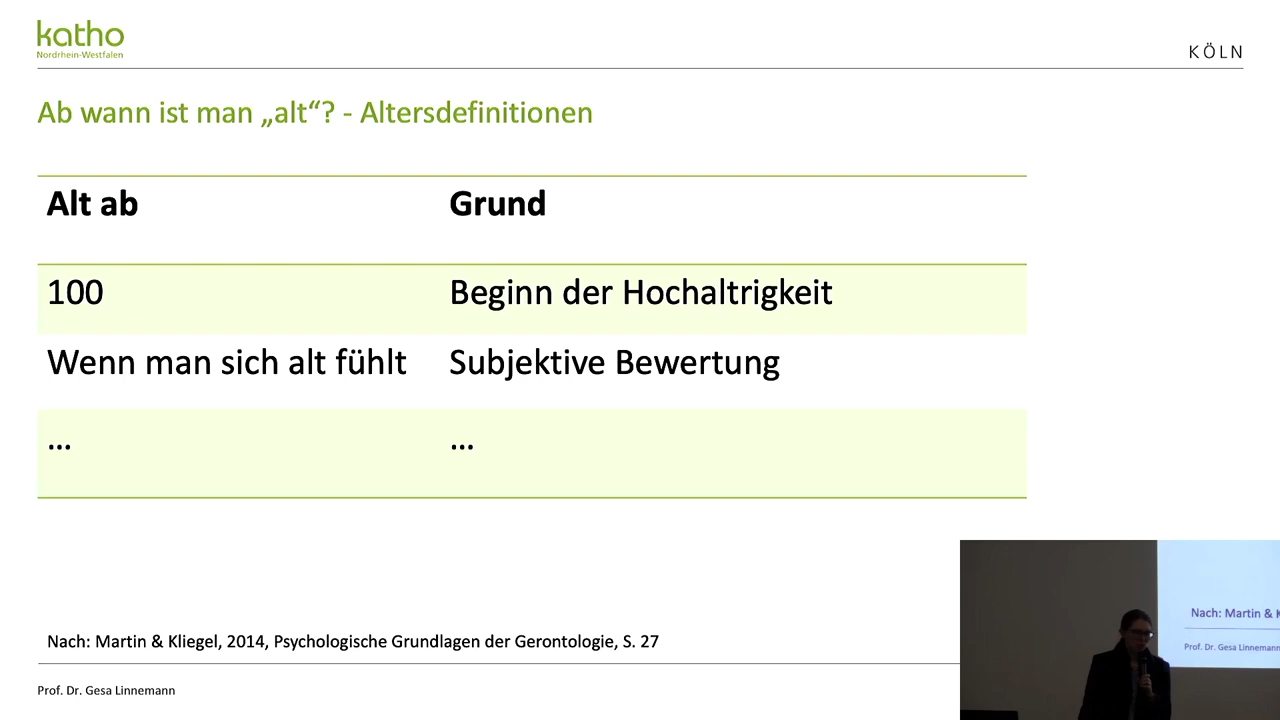 katho
Nordrhein-Westfalen
KÖLN
Ab wann ist man „alt“? - Altersdefinitionen
Alt ab Grund
100 Beginn der Hochaltrigkeit
Wenn man sich alt fühlt Subjektive Bewertung
... ...
Nach: Martin & Kliegel, 2014, Psychologische Grundlagen der Gerontologie, S. 27
Prof. Dr. Gesa Linnemann
Nach: Martin & K
Prof. Dr. Gesa Linnemann